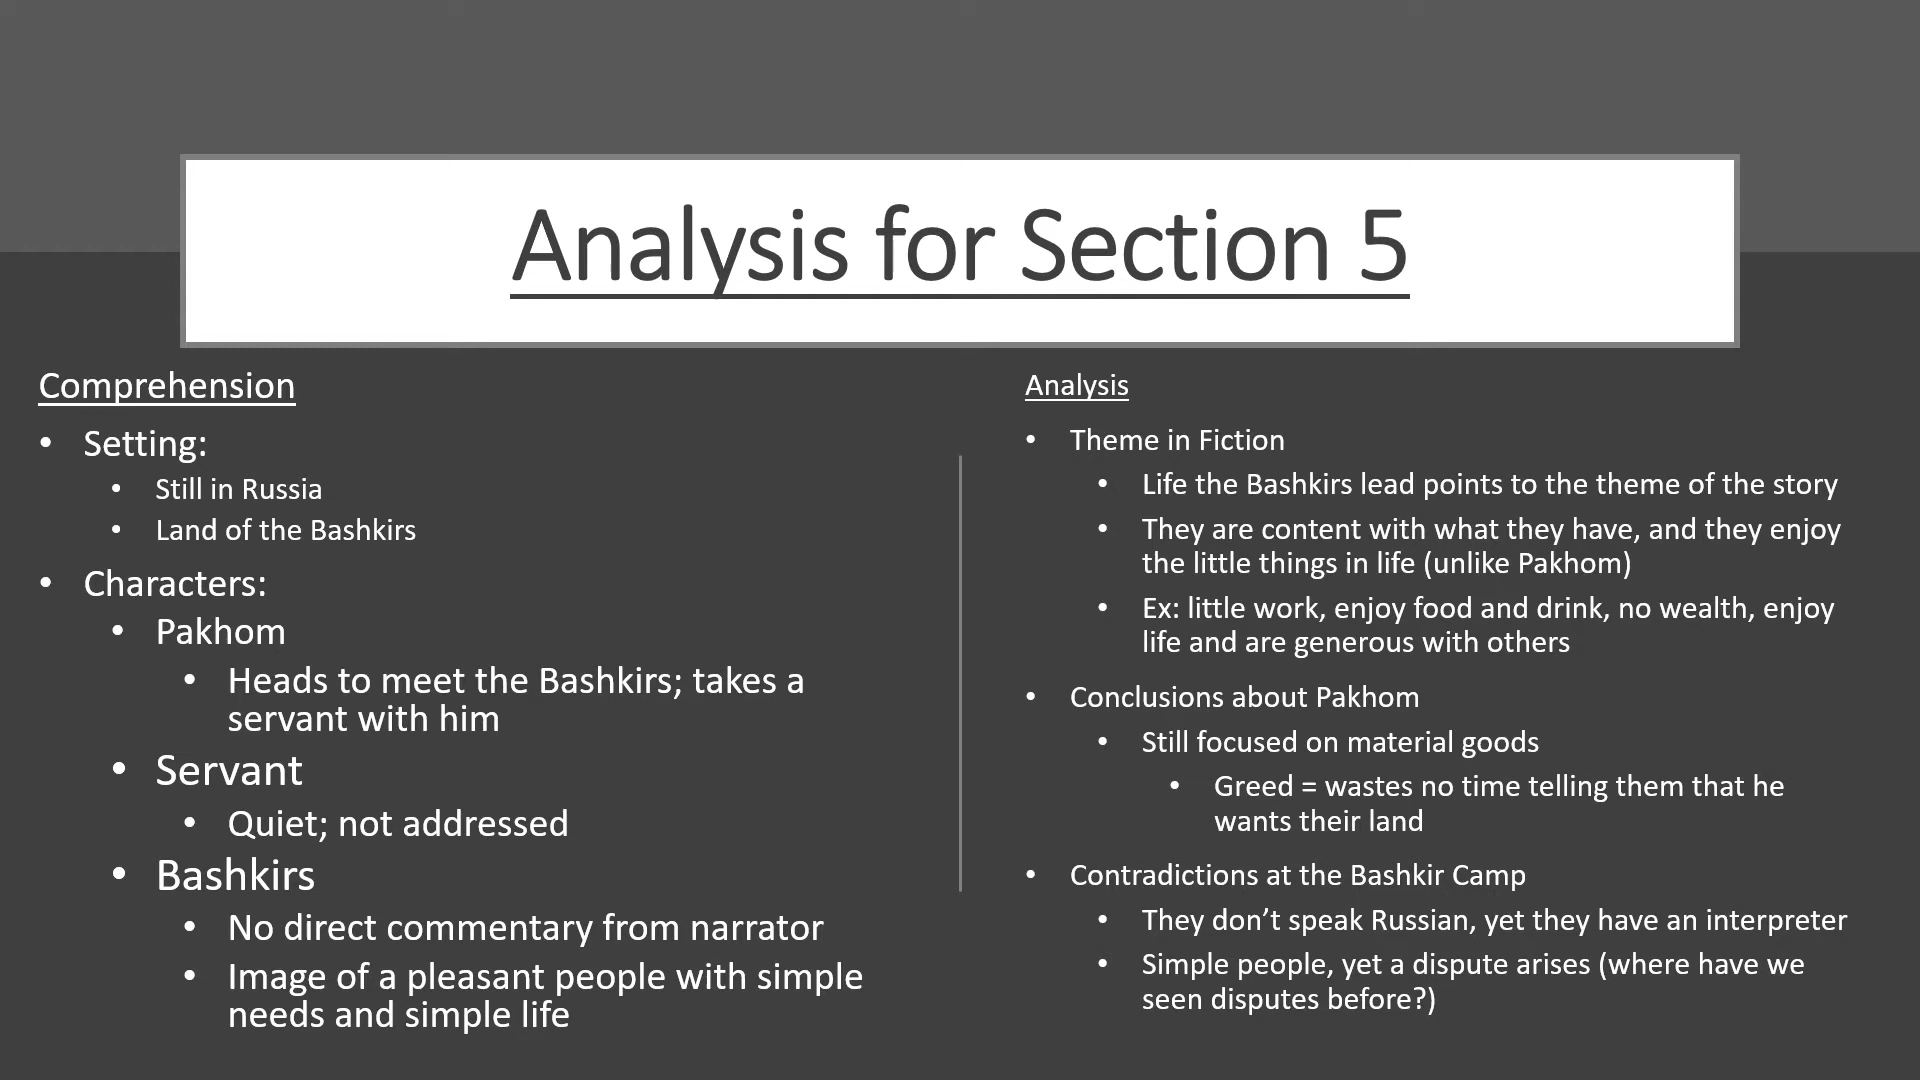 Analysis for Section 5
Comprehension
• Setting:
• Still in Russia
• Land of the Bashkirs
• Characters:
• Pakhom
• Heads to meet the Bashkirs; takes a
servant with him
• Servant
• Quiet; not addressed
• Bashkirs
• No direct commentary from narrator
• Image of a pleasant people with simple
needs and simple life
Analysis
• Theme in Fiction
• Life the Bashkirs lead points to the theme of the story
• They are content with what they have, and they enjoy
the little things in life (unlike Pakhom)
• Ex: little work, enjoy food and drink, no wealth, enjoy
life and are generous with others
• Conclusions about Pakhom
• Still focused on material goods
• Greed = wastes no time telling them that he
wants their land
• Contradictions at the Bashkir Camp
• They don’t speak Russian, yet they have an interpreter
• Simple people, yet a dispute arises (where have we
seen disputes before?)